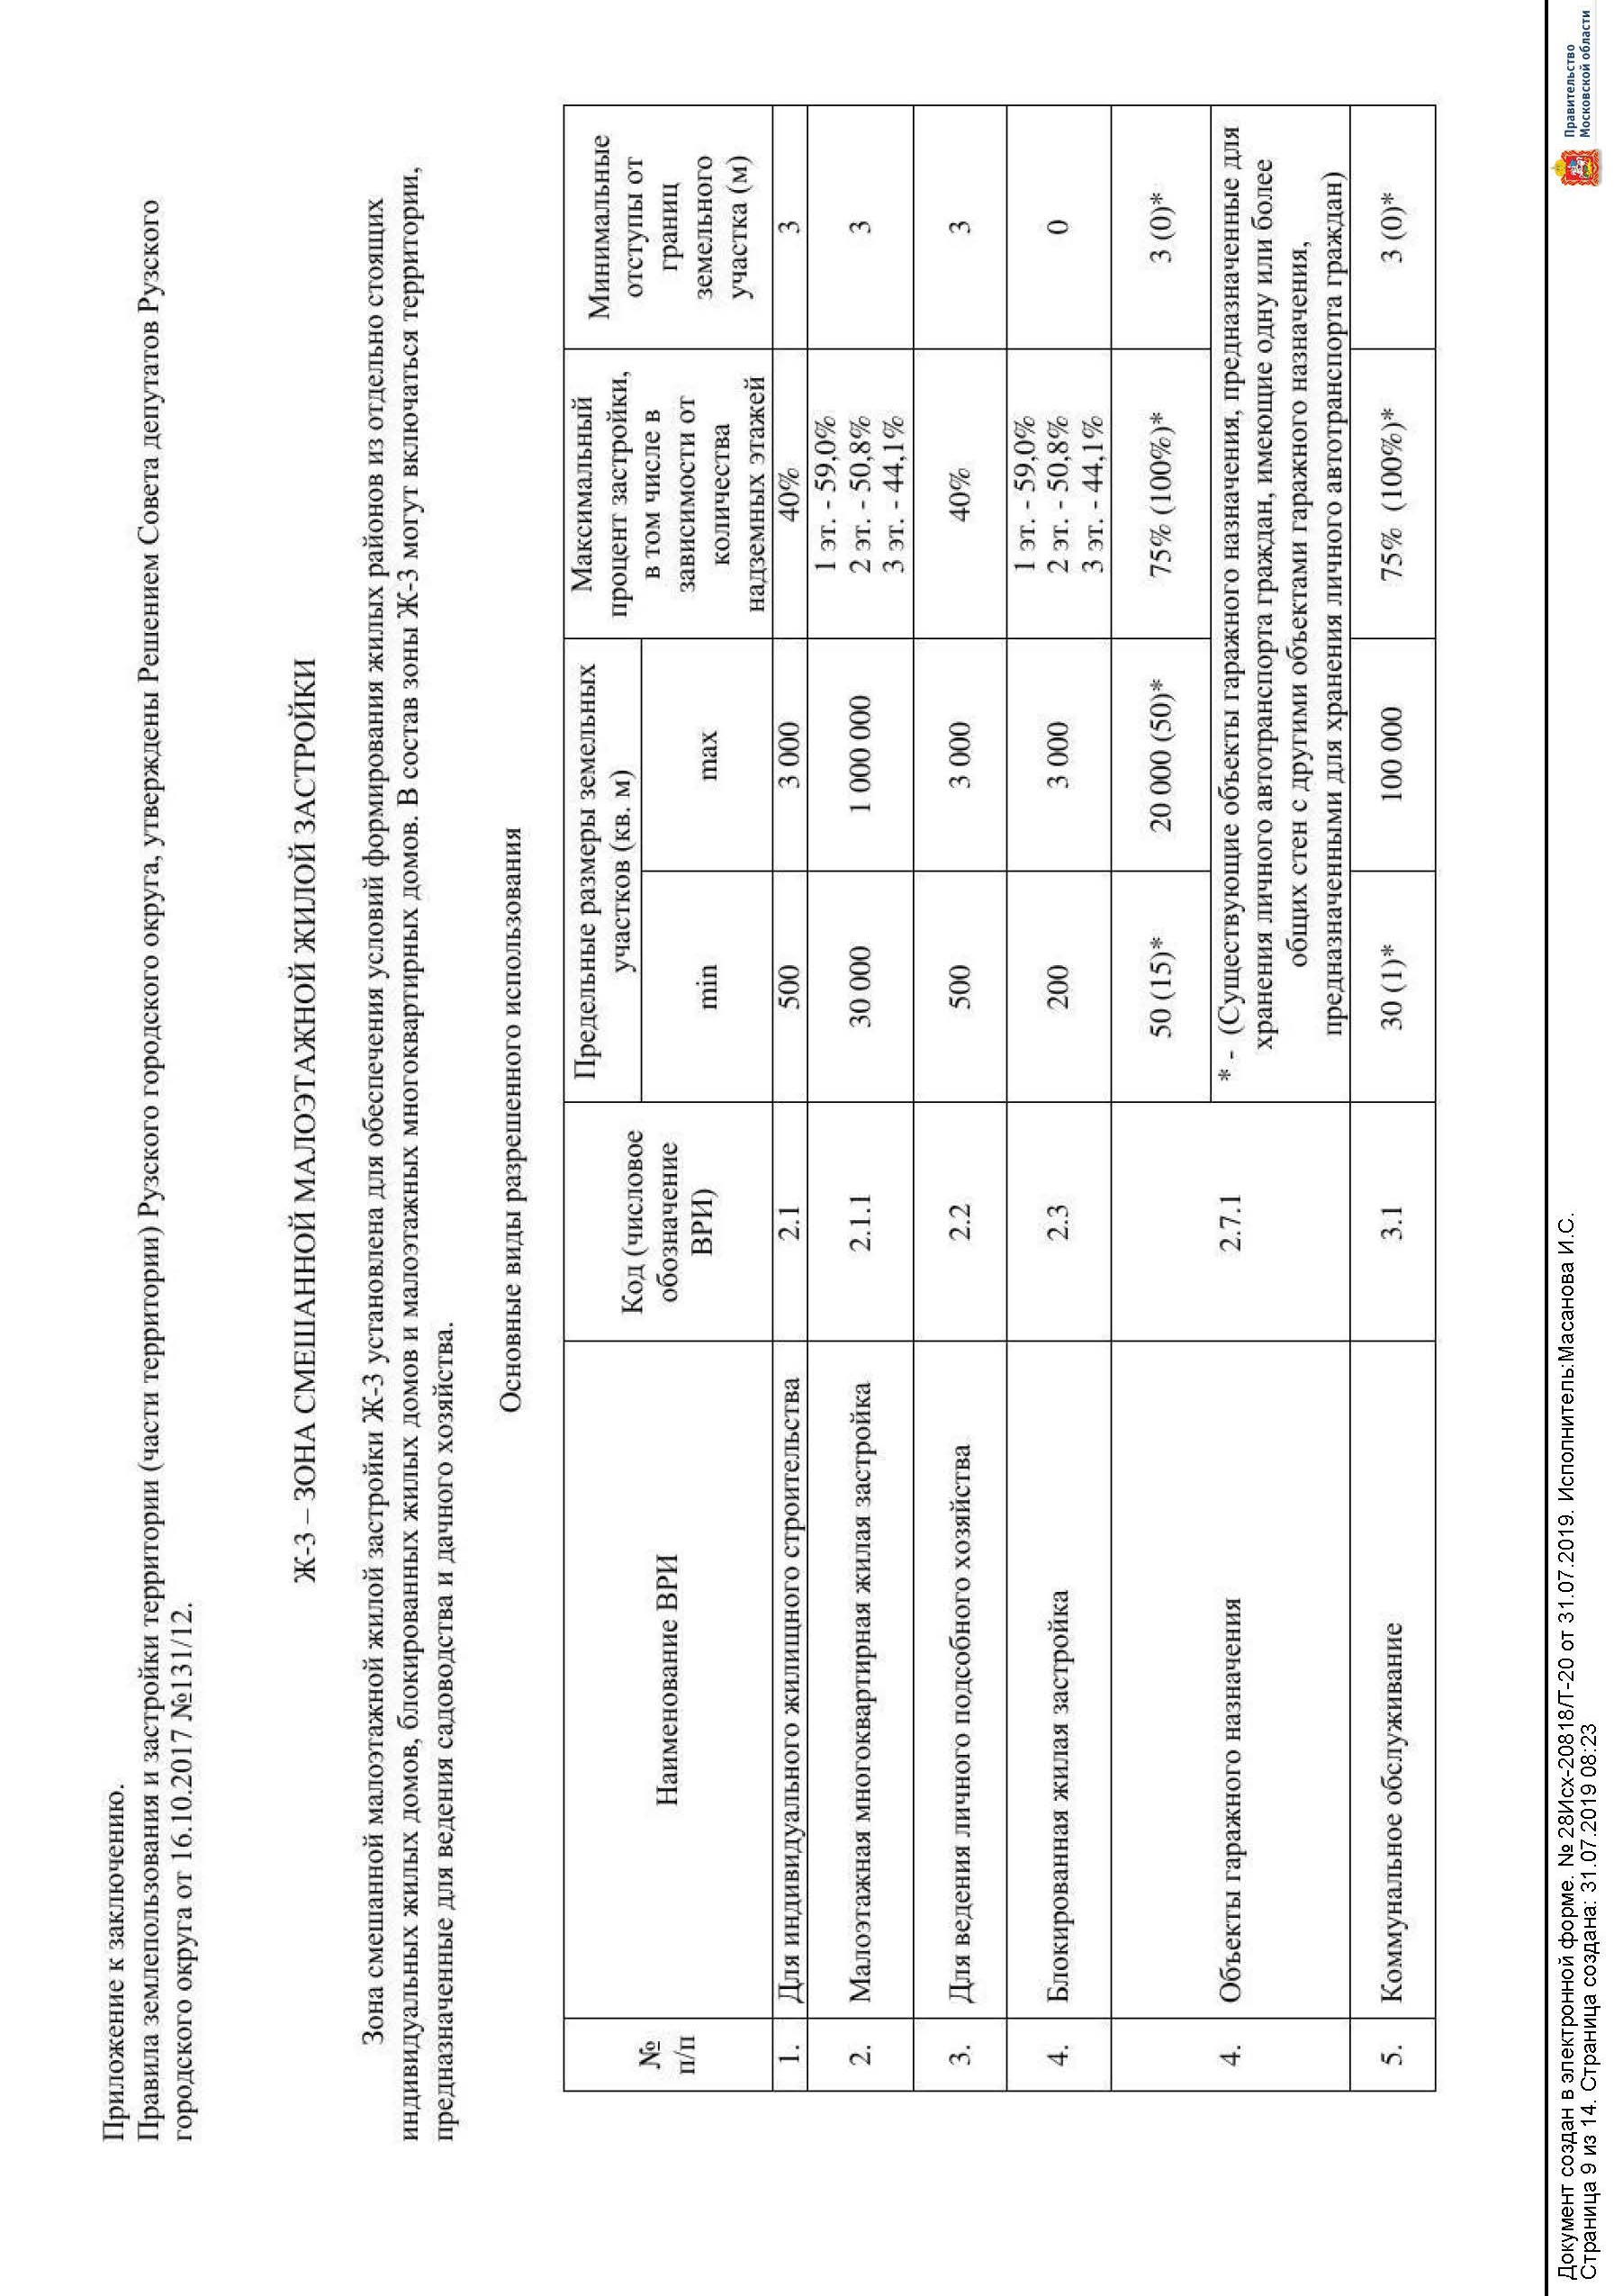 Приложение к заключению.
Правила землепользования и застройки территории (части территории) Рузского городского округа, утверждены Решением Совета депутатов Рузского
городского округа от 16.10.2017 №131/12.
Ж-3 – ЗОНА СМЕШАННОЙ МАЛОЭТАЖНОЙ ЖИЛОЙ ЗАСТРОЙКИ
Зона смешанной малоэтажной жилой застройки Ж-3 установлена для обеспечения условий формирования жилых районов из отдельно стоящих
индивидуальных жилых домов, блокированных жилых домов и малоэтажных многоквартирных домов. В состав зоны Ж-3 могут включаться территории,
предназначенные для ведения садоводства и дачного хозяйства.
Основные виды разрешенного использования
№
п/п
Наименование ВРИ
Код (числовое
обозначение
ВРИ)
Предельные размеры земельных
участков (кв. м)
min
max
Максимальный
процент застройки,
в том числе в
зависимости от
количества
надземных этажей
Минимальные
отступы от
границ
земельного
участка (м)
1. Для индивидуального жилищного строительства 2.1 500 3 000 40% 3
2. Малоэтажная многоквартирная жилая застройка 2.1.1 30 000 1 000 000
1 эт. - 59,0%
2 эт. - 50,8%
3 эт. - 44,1%
3
3. Для ведения личного подсобного хозяйства 2.2 500 3 000 40% 3
4. Блокированная жилая застройка 2.3 200 3 000
1 эт. - 59,0%
2 эт. - 50,8%
3 эт. - 44,1%
0
4. Объекты гаражного назначения 2.7.1 50 (15)* 20 000 (50)* 75% (100%)* 3 (0)*
* - (Существующие объекты гаражного назначения, предназначенные для
хранения личного автотранспорта граждан, имеющие одну или более
общих стен с другими объектами гаражного назначения,
предназначенными для хранения личного автотранспорта граждан)
5. Коммунальное обслуживание 3.1 30 (1)* 100 000 75% (100%)* 3 (0)*
Документ создан в электронной форме. № 28Исх-20818/Т-20 от 31.07.2019. Исполнитель:Масанова И.С.
Страница 9 из 14. Страница создана: 31.07.2019 08:23
Правительство
Московской области